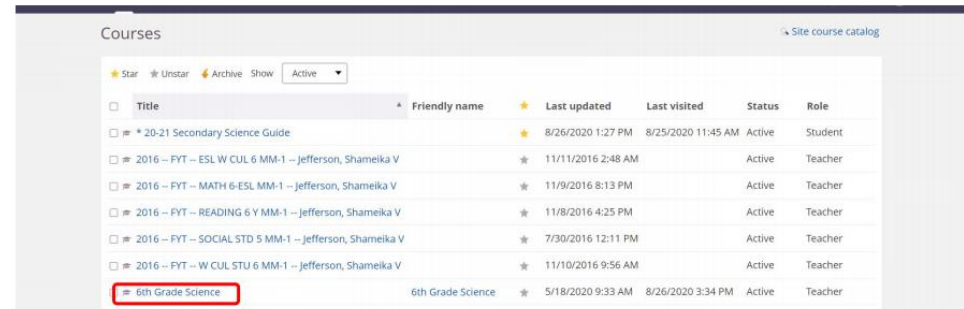 Courses
Site course catalog
Star Unstar Archive Show Active
Title Friendly name Last updated Last visited Status Role
* 20-21 Secondary Science Guide 8/26/2020 1:27 PM 8/25/2020 11:45 AM Active Student
2016 -- FYT -- ESL W CUL 6 MM-1 -- Jefferson, Shameika V 11/11/2016 2:48 AM Active Teacher
2016 -- FYT -- MATH 6-ESL MM-1 -- Jefferson, Shameika V 11/9/2016 8:13 PM Active Teacher
2016 -- FYT -- READING 6 Y MM-1 -- Jefferson, Shameika V 11/8/2016 4:25 PM Active Teacher
2016 -- FYT -- SOCIAL STD 5 MM-1 -- Jefferson, Shameika V 7/30/2016 12:11 PM Active Teacher
2016 -- FYT -- W CUL STU 6 MM-1 -- Jefferson, Shameika V 11/10/2016 9:56 AM Active Teacher
6th Grade Science 6th Grade Science 5/18/2020 9:33 AM 8/26/2020 3:34 PM Active Teacher